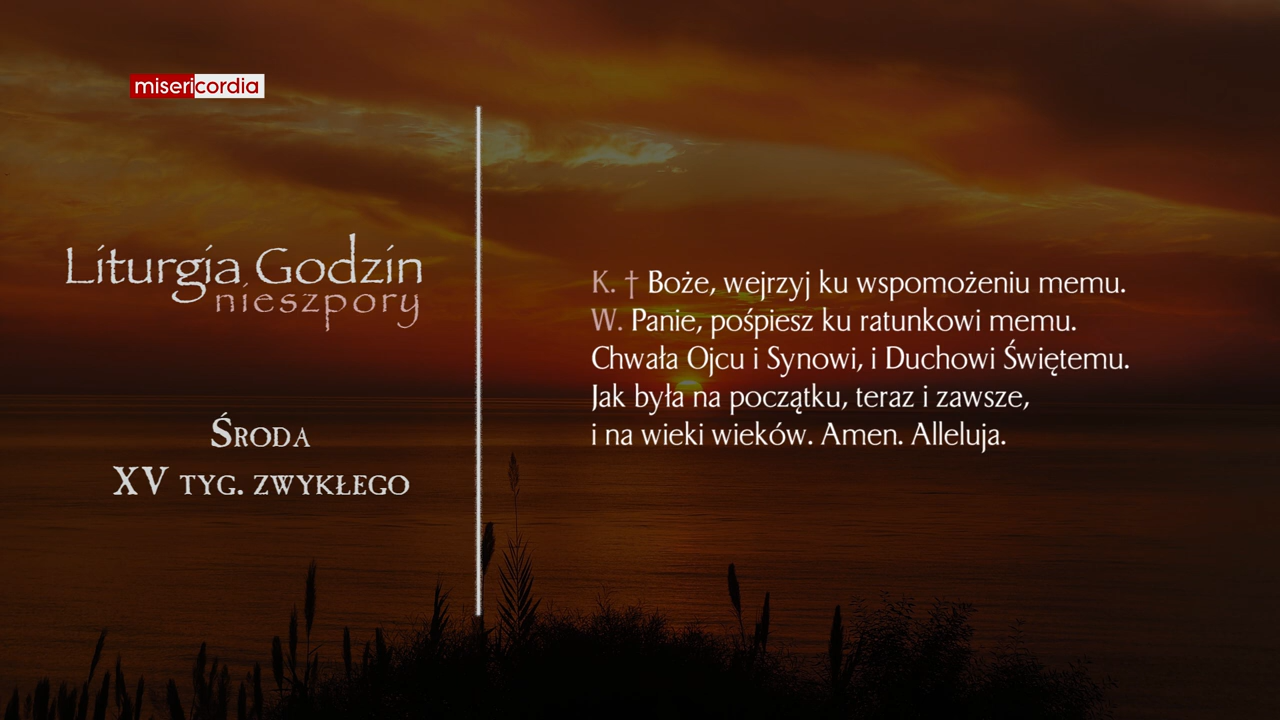 misericordia
Liturgia Godzin
nieszpory
Środa
XV tyg. zwykłego
K. † Boże, wejrzyj ku wspomożeniu memu.
W. Panie, pośpiesz ku ratunkowi memu.
Chwała Ojcu i Synowi, i Duchowi Świętemu.
Jak była na początku, teraz i zawsze,
i na wieki wieków. Amen. Alleluja.